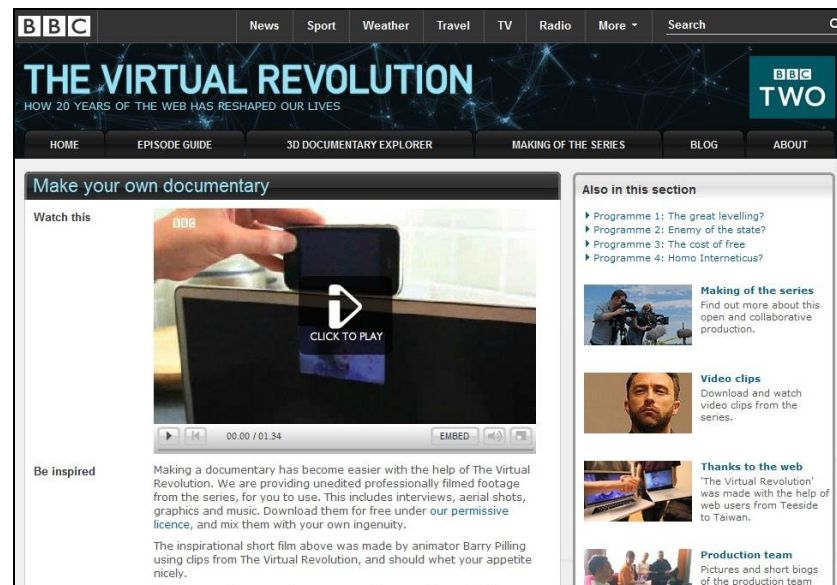 BBC
News Sport Weather Travel TV Radio More Search
THE VIRTUAL REVOLUTION
HOW 20 YEARS OF THE WEB HAS RESHAPED OUR LIVES
BBC
TWO
HOME EPISODE GUIDE 3D DOCUMENTARY EXPLORER MAKING OF THE SERIES BLOG ABOUT
Make your own documentary
Watch this
BBC
CLICK TO PLAY
00.00 / 01.34 EMBED
Be inspired
Making a documentary has become easier with the help of The Virtual
Revolution. We are providing unedited professionally filmed footage
from the series, for you to use. This includes interviews, aerial shots,
graphics and music. Download them for free under our permissive
licence, and mix them with your own ingenuity.
The inspirational short film above was made by animator Barry Pilling
using clips from The Virtual Revolution, and should whet your appetite
nicely.
Also in this section
Programme 1: The great levelling?
Programme 2: Enemy of the state?
Programme 3: The cost of free
Programme 4: Homo Interneticus?
Making of the series
Find out more about this
open and collaborative
production.
Video clips
Download and watch
video clips from the
series.
Thanks to the web
'The Virtual Revolution'
was made with the help of
web users from Teeside
to Taiwan.
Production team
Pictures and short biogs
of the production team